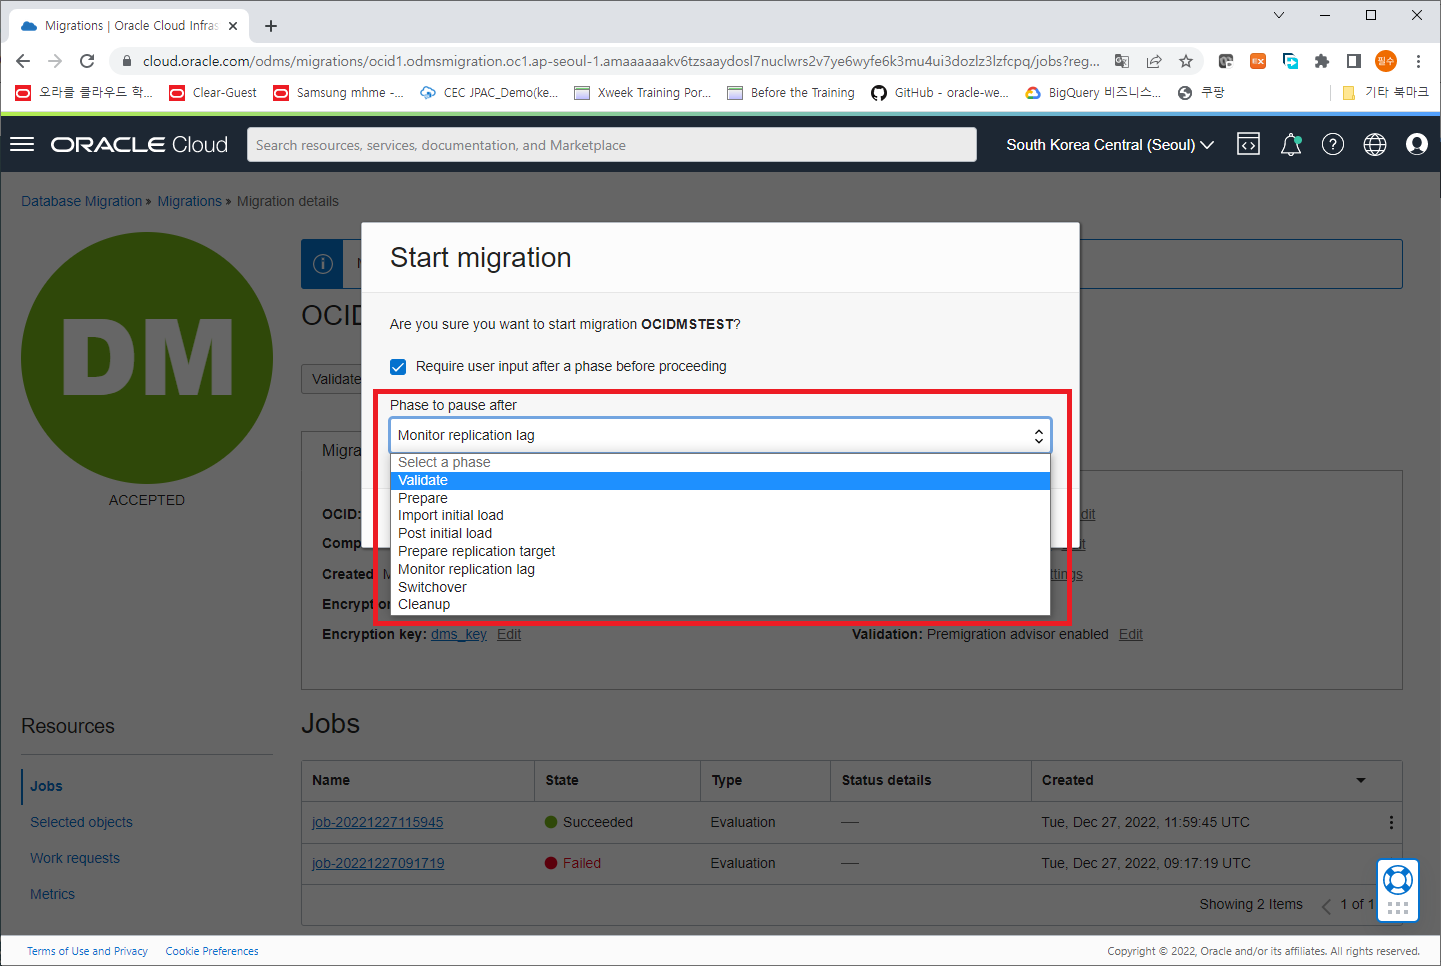 Migrations | Oracle Cloud Infras
cloud.oracle.com/odms/migrations/ocid1.odmsmigration.oc1.ap-seoul-1.amaaaaaakv6tzsaaydosl7nuclwrs2v7ye6wyfe6k3mu4ui3dozlz3lzfcpq/jobs?reg...
필수
오라클 클라우드 학...
Clear-Guest
Samsung mhme -...
CEC JPAC_Demo(ke...
Xweek Training Por...
Before the Training
GitHub - oracle-we...
BigQuery 비즈니스...
쿠팡
기타 북마크
ORACLE Cloud
Search resources, services, documentation, and Marketplace
South Korea Central (Seoul)
Database Migration » Migrations » Migration details
DM
ACCEPTED
OCID
Validate
Migra
Start migration
Are you sure you want to start migration OCIDMSTEST?
Require user input after a phase before proceeding
Phase to pause after
Monitor replication lag
Select a phase
Validate
Prepare
Import initial load
Post initial load
Prepare replication target
Monitor replication lag
Switchover
Cleanup
OCID:
dit
Comp
it
Created
ttings
Encryptio
Encryption key: dms_key Edit
Validation: Premigration advisor enabled Edit
Resources
Jobs
Selected objects
Work requests
Metrics
Jobs
Name State Type Status details Created
job-20221227115945 Succeeded Evaluation — Tue, Dec 27, 2022, 11:59:45 UTC
job-20221227091719 Failed Evaluation — Tue, Dec 27, 2022, 09:17:19 UTC
Showing 2 Items 1 of 1
Terms of Use and Privacy Cookie Preferences
Copyright © 2022, Oracle and/or its affiliates. All rights reserved.